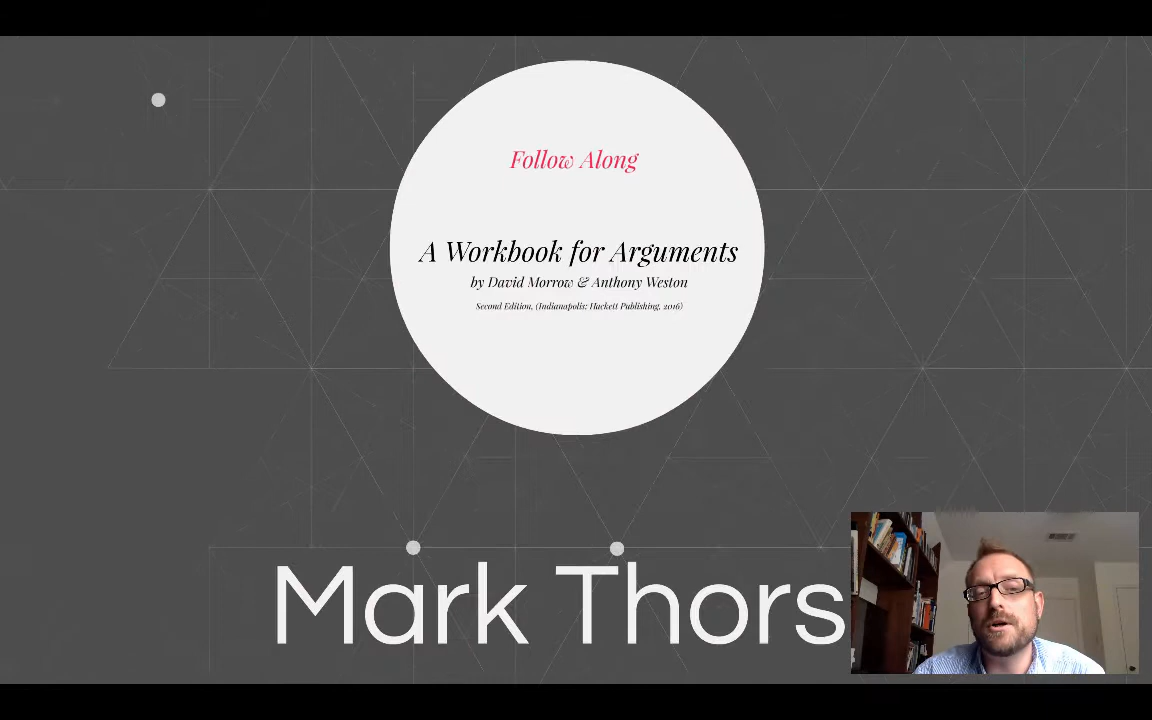 Follow Along
A Workbook for Arguments
by David Morrow & Anthony Weston
Second Edition, (Indianapolis: Hackett Publishing, 2016)
Mark Thors